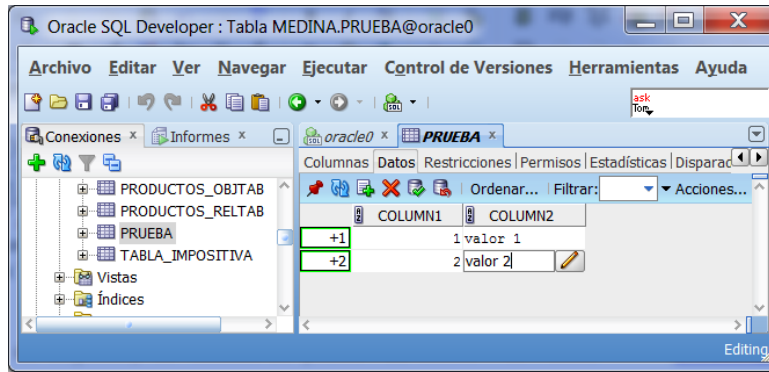 Oracle SQL Developer : Tabla MEDINA.PRUEBA@oracle0
Archivo Editar Ver Navegar Ejecutar Control de Versiones Herramientas Ayuda
ask
Tom
Conexiones Informes
oracle0 PRUEBA
Columnas Datos Restricciones Permisos Estadísticas Disparad
Ordenar... Filtrar: Acciones...
PRODUCTOS_OBJTAB
PRODUCTOS_RELTAB
PRUEBA
TABLA_IMPOSITIVA
Vistas
Índices
COLUMN1 COLUMN2
+1 1 valor 1
+2 2 valor 2
Editing